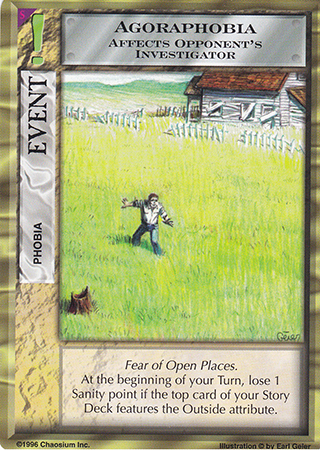 AGORAPHOBIA
AFFECTS OPPONENT'S
INVESTIGATOR
EVENT!
PHOBIA
GEIER
Fear of Open Places.
At the beginning of your Turn, lose 1
Sanity point if the top card of your Story
Deck features the Outside attribute.
©1996 Chaosium Inc.
Illustration © by Earl Geier